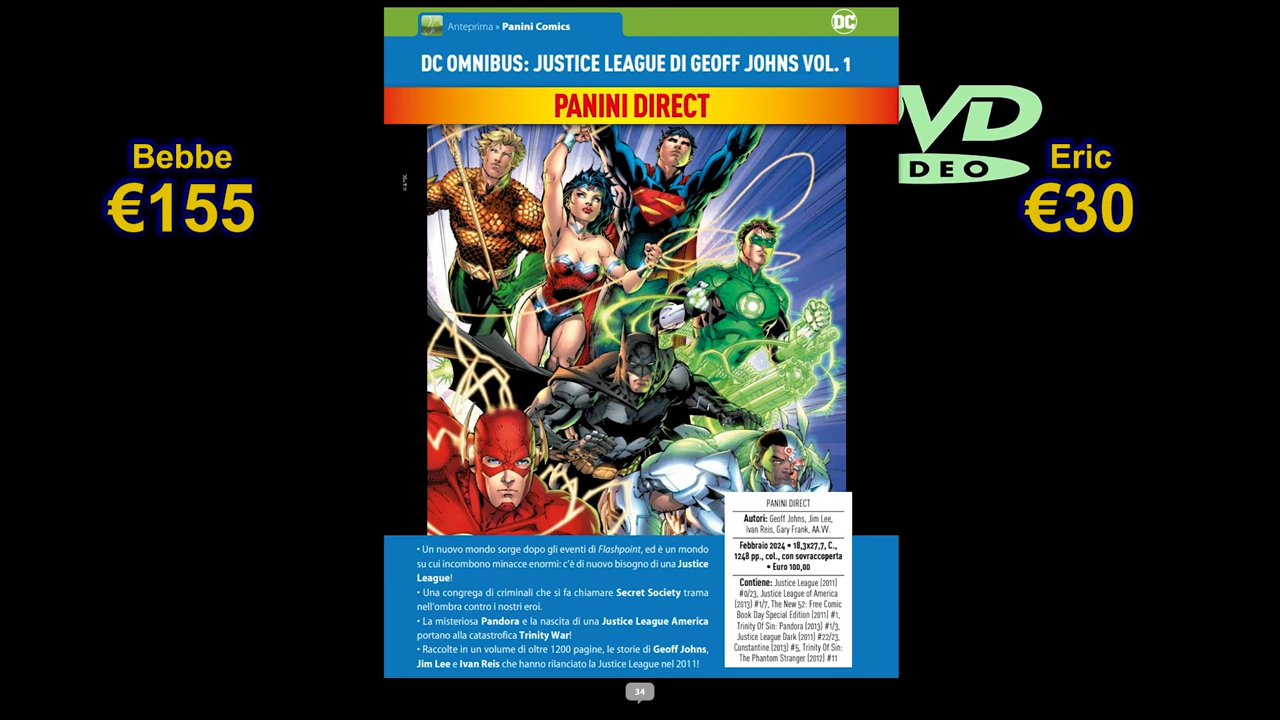 Anteprima » Panini Comics
DC
DC OMNIBUS: JUSTICE LEAGUE DI GEOFF JOHNS VOL. 1
PANINI DIRECT
Bebbe
€155
VD
DEO
Eric
€30
• Un nuovo mondo sorge dopo gli eventi di Flashpoint, ed è un mondo
su cui incombono minacce enormi: c'è di nuovo bisogno di una Justice
League!
• Una congrega di criminali che si fa chiamare Secret Society trama
nell'ombra contro i nostri eroi.
• La misteriosa Pandora e la nascita di una Justice League America
portano alla catastrofica Trinity War!
• Raccolte in un volume di oltre 1200 pagine, le storie di Geoff Johns,
Jim Lee e Ivan Reis che hanno rilanciato la Justice League nel 2011!
PANINI DIRECT
Autori: Geoff Johns, Jim Lee,
Ivan Reis, Gary Frank, AA.VV.
Febbraio 2024 • 18,3x27,7, C.,
1248 pp., col., con sovraccoperta
• Euro 100,00
Contiene: Justice League (2011)
#0/23, Justice League of America
(2013) #1/7, The New 52: Free Comic
Book Day Special Edition (2011) #1,
Trinity Of Sin: Pandora (2013) #1/3,
Justice League Dark (2011) #22/23,
Constantine (2013) #5, Trinity Of Sin:
The Phantom Stranger (2012) #11
34